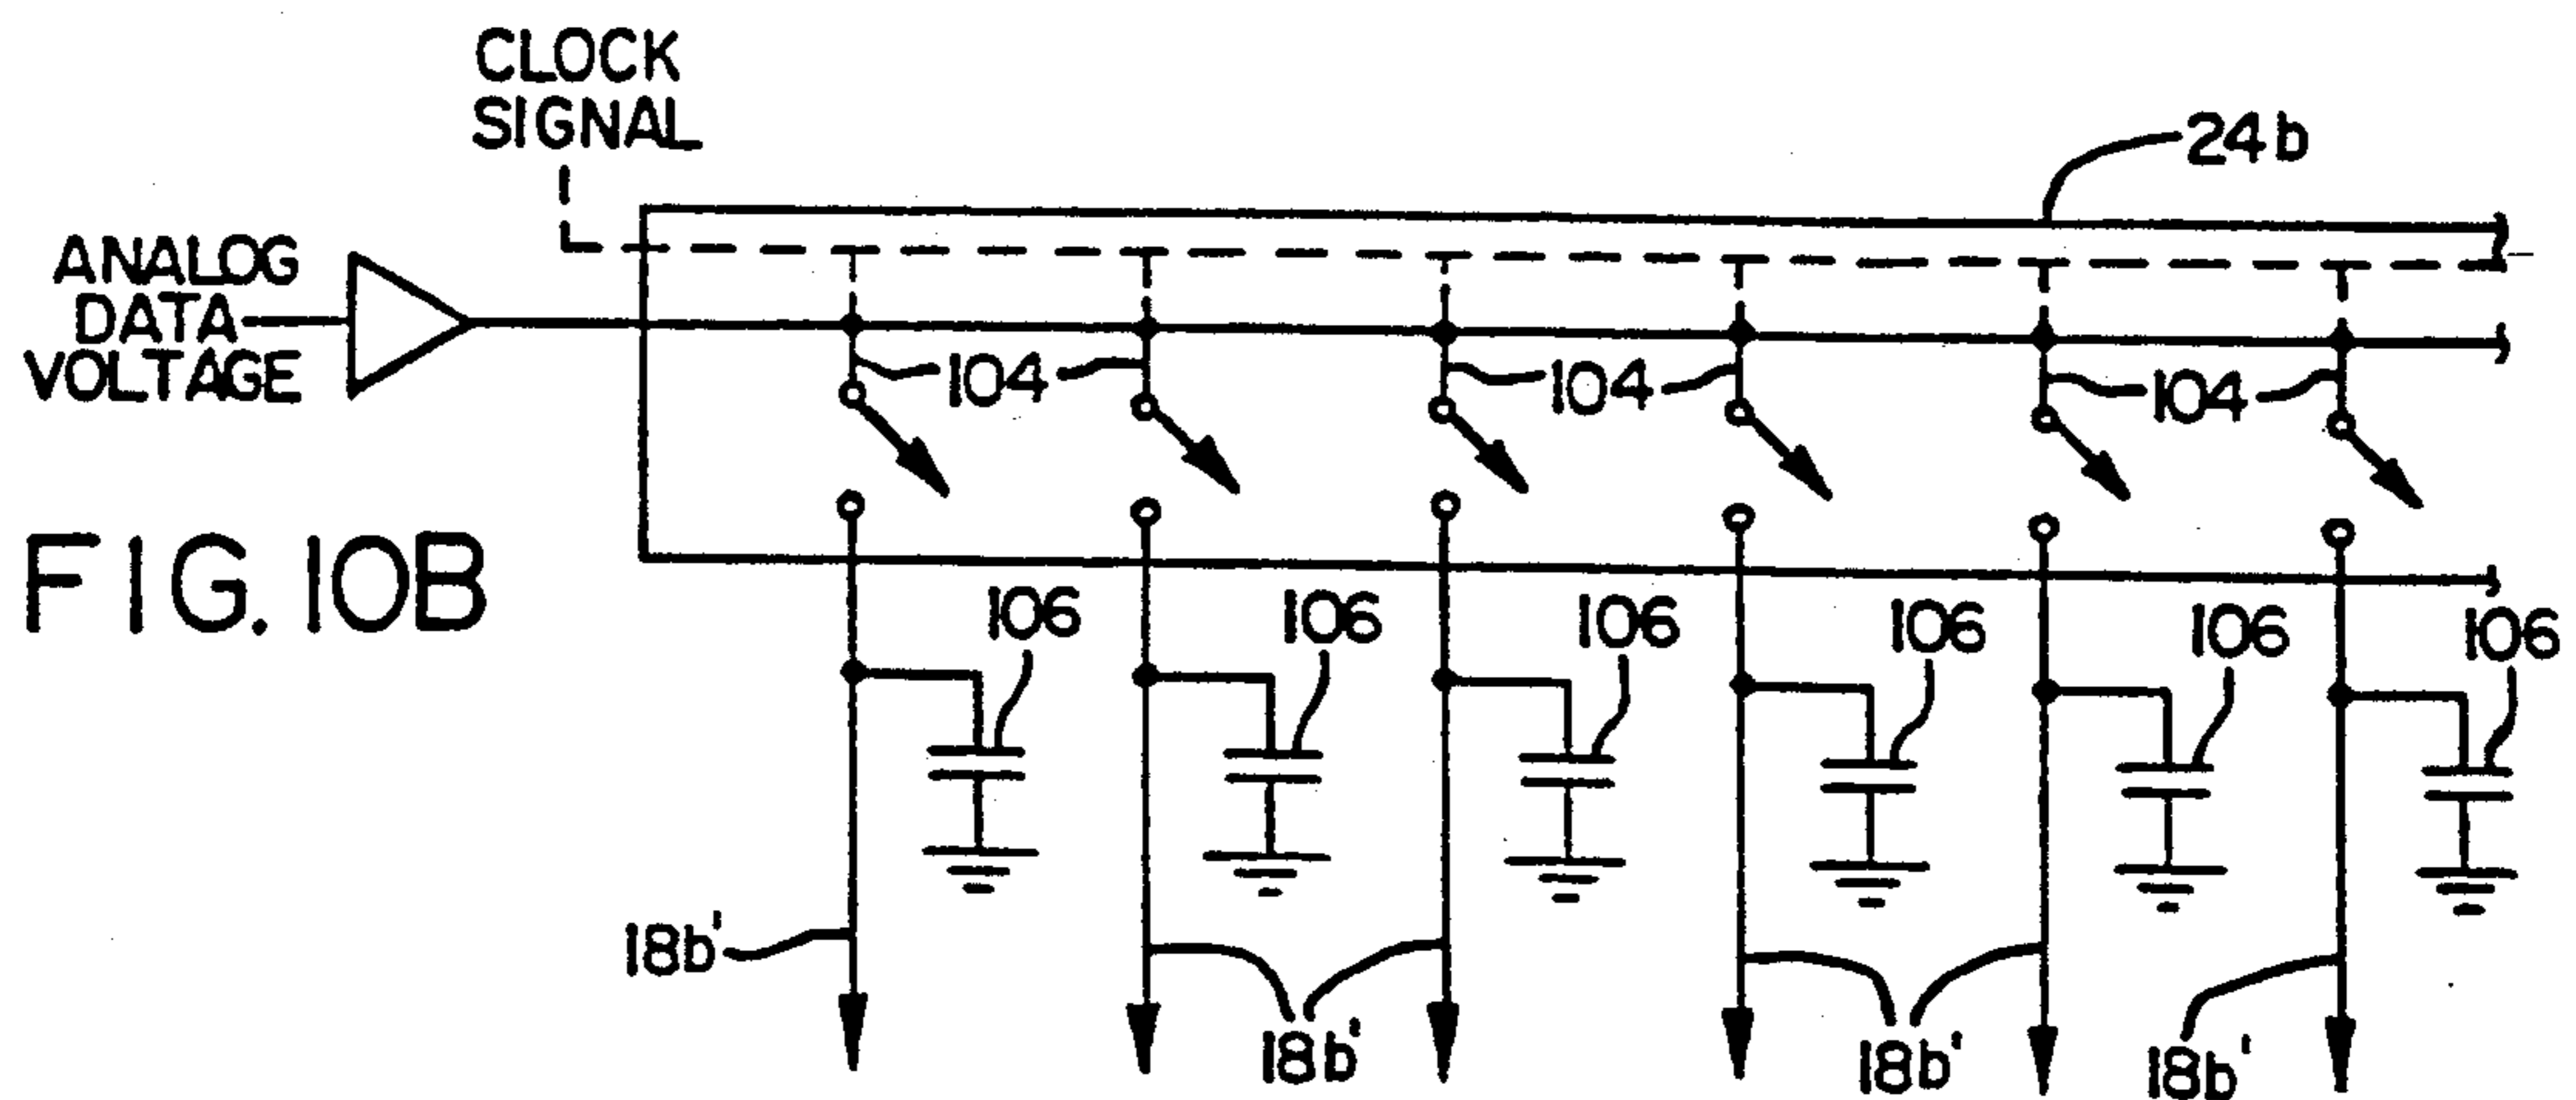 CLOCK
SIGNAL
24b
ANALOG
DATA
VOLTAGE
104
104
104
FIG. 10B
106
106
106
106
106
106
18b'
18b'
18b'
18b'